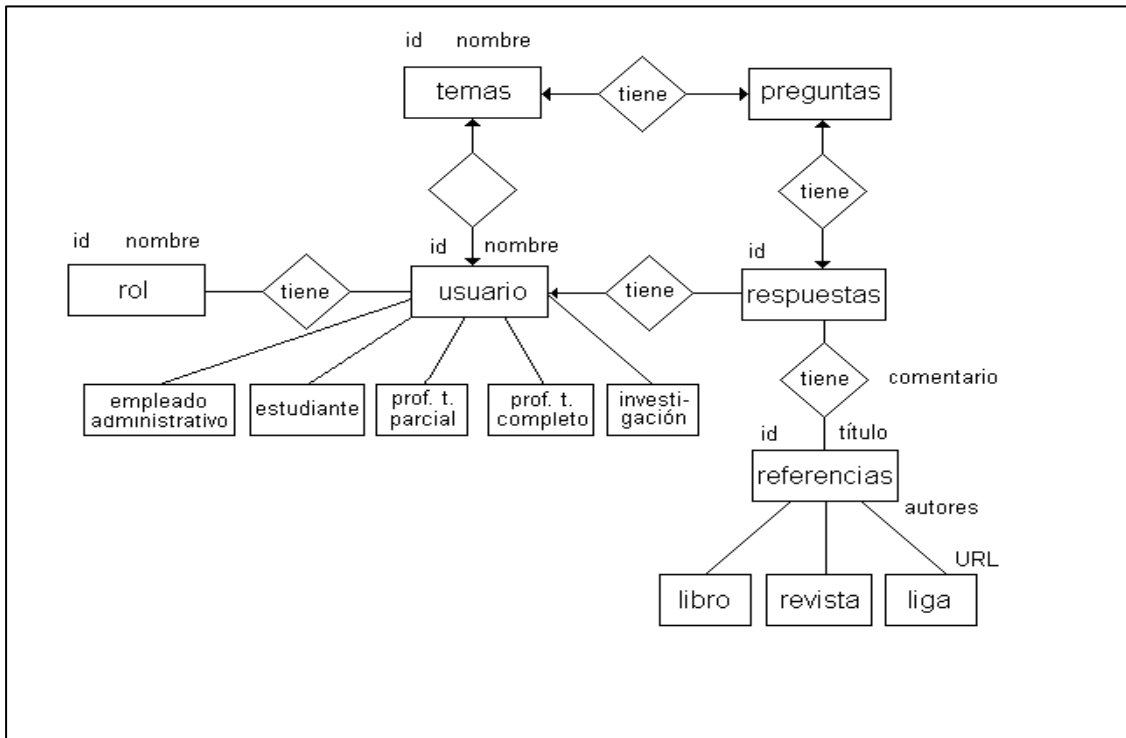 id nombre
temas
tiene
preguntas
tiene
id nombre
rol
tiene
id nombre
usuario
tiene
id
respuestas
empleado
administrativo
estudiante
prof. t.
parcial
prof. t.
completo
investi-
gación
tiene
comentario
id título
referencias
autores
URL
libro
revista
liga